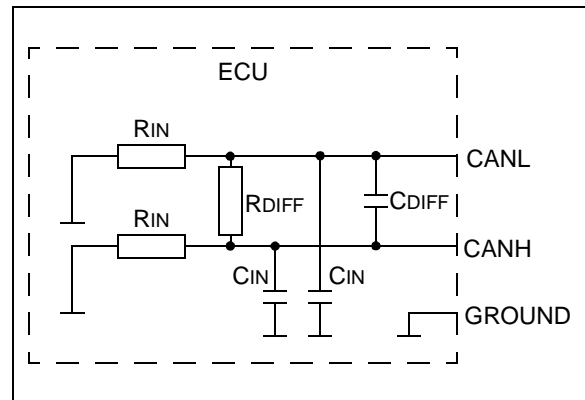 ECU
RIN
CANL
RDIFF
CDIFF
RIN
CANH
CIN
CIN
GROUND